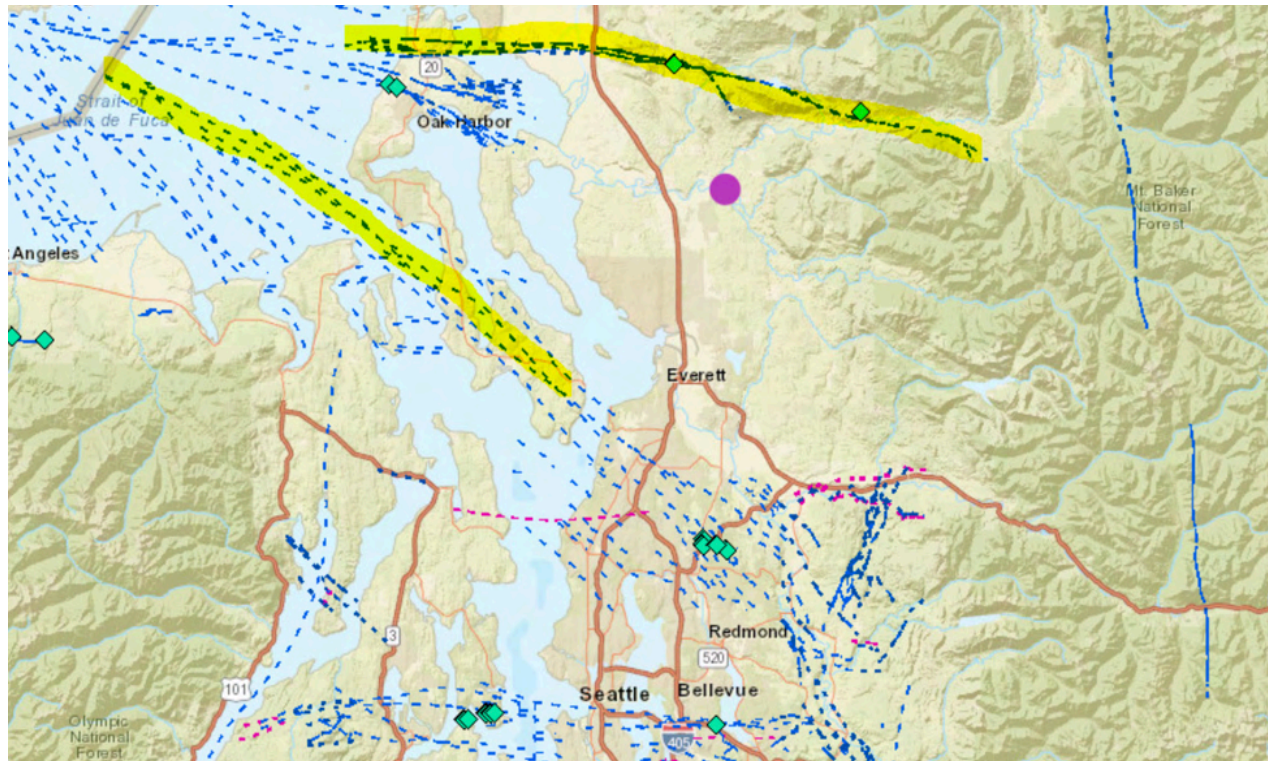 20
Strait of
Juan de Fuca
Oak Harbor
Mt. Baker
National
Forest
Angeles
Everett
Redmond
3
520
101
Seattle
Bellevue
Olympic
National
Forest
405